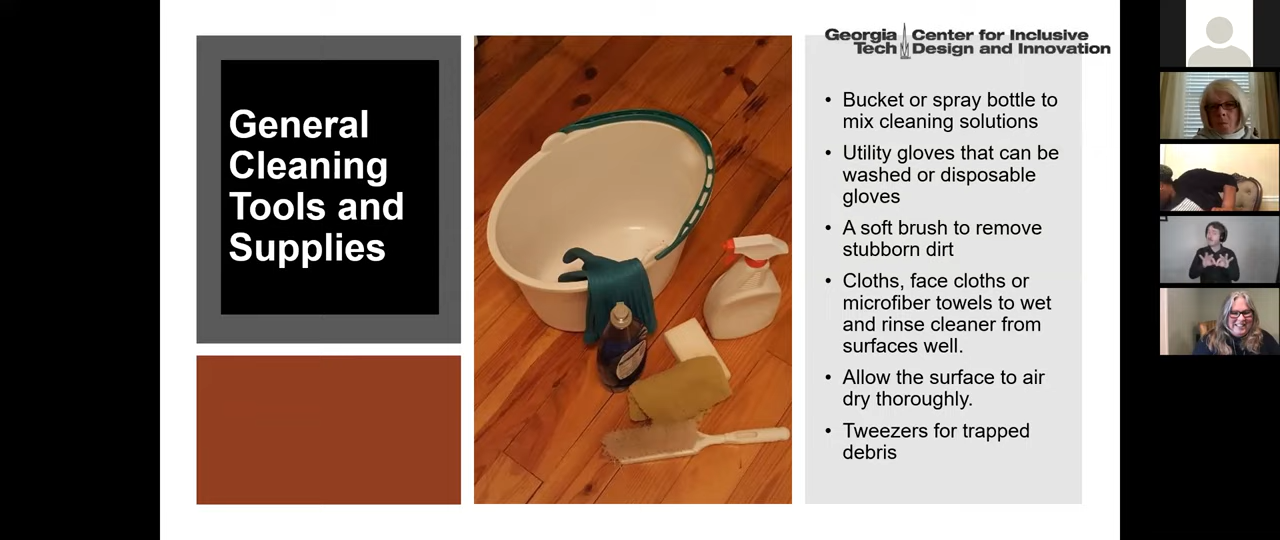 General
Cleaning
Tools and
Supplies
Georgia Tech
Center for Inclusive
Design and Innovation
• Bucket or spray bottle to
mix cleaning solutions
• Utility gloves that can be
washed or disposable
gloves
• A soft brush to remove
stubborn dirt
• Cloths, face cloths or
microfiber towels to wet
and rinse cleaner from
surfaces well.
• Allow the surface to air
dry thoroughly.
• Tweezers for trapped
debris